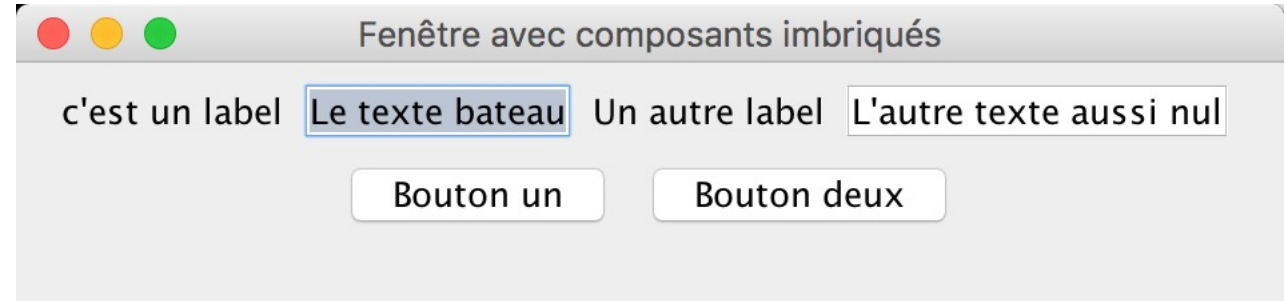 Fenêtre avec composants imbriqués
c'est un label Le texte bateau Un autre label L'autre texte aussi nul
Bouton un Bouton deux